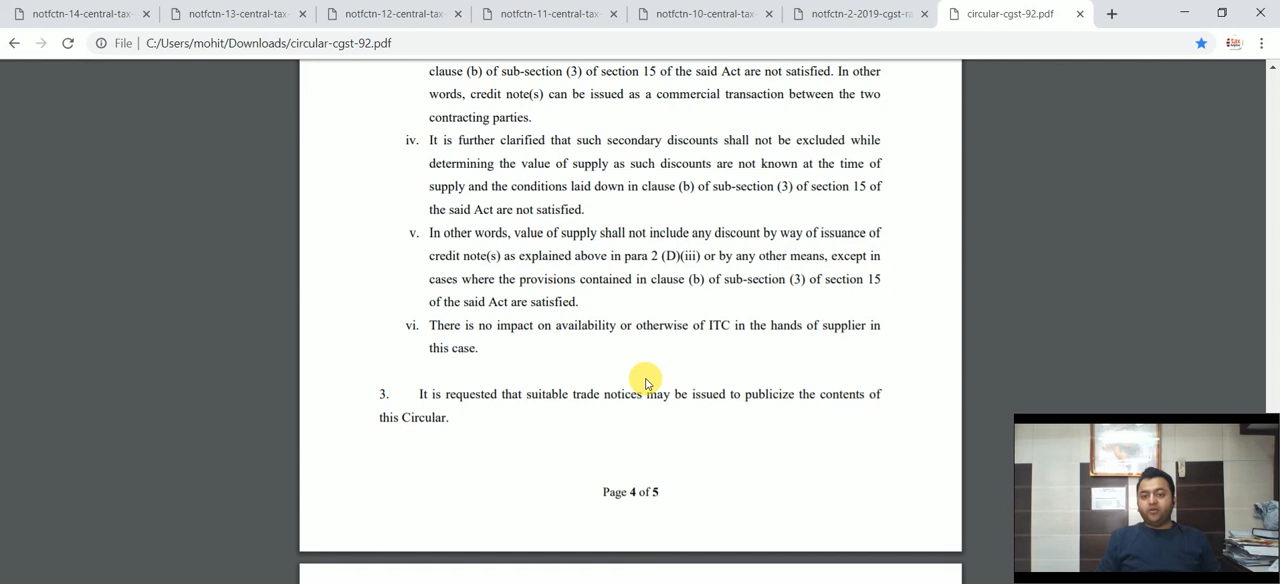 notfctn-14-central-tax-
notfctn-13-central-tax-
notfctn-12-central-tax-
notfctn-11-central-tax-
notfctn-10-central-tax-
notfctn-2-2019-cgst-ra
circular-cgst-92.pdf
File
C:/Users/mohit/Downloads/circular-cgst-92.pdf
clause (b) of sub-section (3) of section 15 of the said Act are not satisfied. In other
words, credit note(s) can be issued as a commercial transaction between the two
contracting parties.
iv. It is further clarified that such secondary discounts shall not be excluded while
determining the value of supply as such discounts are not known at the time of
supply and the conditions laid down in clause (b) of sub-section (3) of section 15 of
the said Act are not satisfied.
v. In other words, value of supply shall not include any discount by way of issuance of
credit note(s) as explained above in para 2 (D)(iii) or by any other means, except in
cases where the provisions contained in clause (b) of sub-section (3) of section 15
of the said Act are satisfied.
vi. There is no impact on availability or otherwise of ITC in the hands of supplier in
this case.
3. It is requested that suitable trade notices may be issued to publicize the contents of
this Circular.
Page 4 of 5